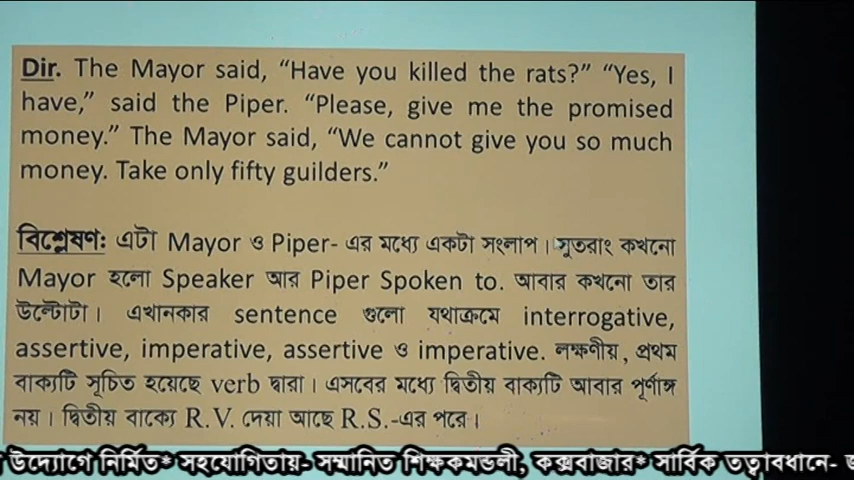 Dir. The Mayor said, “Have you killed the rats?” “Yes, I
have,” said the Piper. “Please, give me the promised
money.” The Mayor said, “We cannot give you so much
money. Take only fifty guilders.”
বিশ্লেষণ: এটা Mayor ও Piper- এর মধ্যে একটা সংলাপ। সুতরাং কখনো
Mayor হলো Speaker আর Piper Spoken to. আবার কখনো তার
উল্টোটা। এখানকার sentence গুলো যথাক্রমে interrogative,
assertive, imperative, assertive ও imperative. লক্ষণীয়, প্রথম
বাক্যটি সূচিত হয়েছে verb দ্বারা। এসবের মধ্যে দ্বিতীয় বাক্যটি আবার পূর্ণাঙ্গ
নয়। দ্বিতীয় বাক্যে R.V. দেয়া আছে R.S.-এর পরে।
উদ্যোগে নির্মিত* সহযোগিতায়- সম্মানিত শিক্ষকমন্ডলী, কক্সবাজার* সার্বিক তত্বাবধানে-